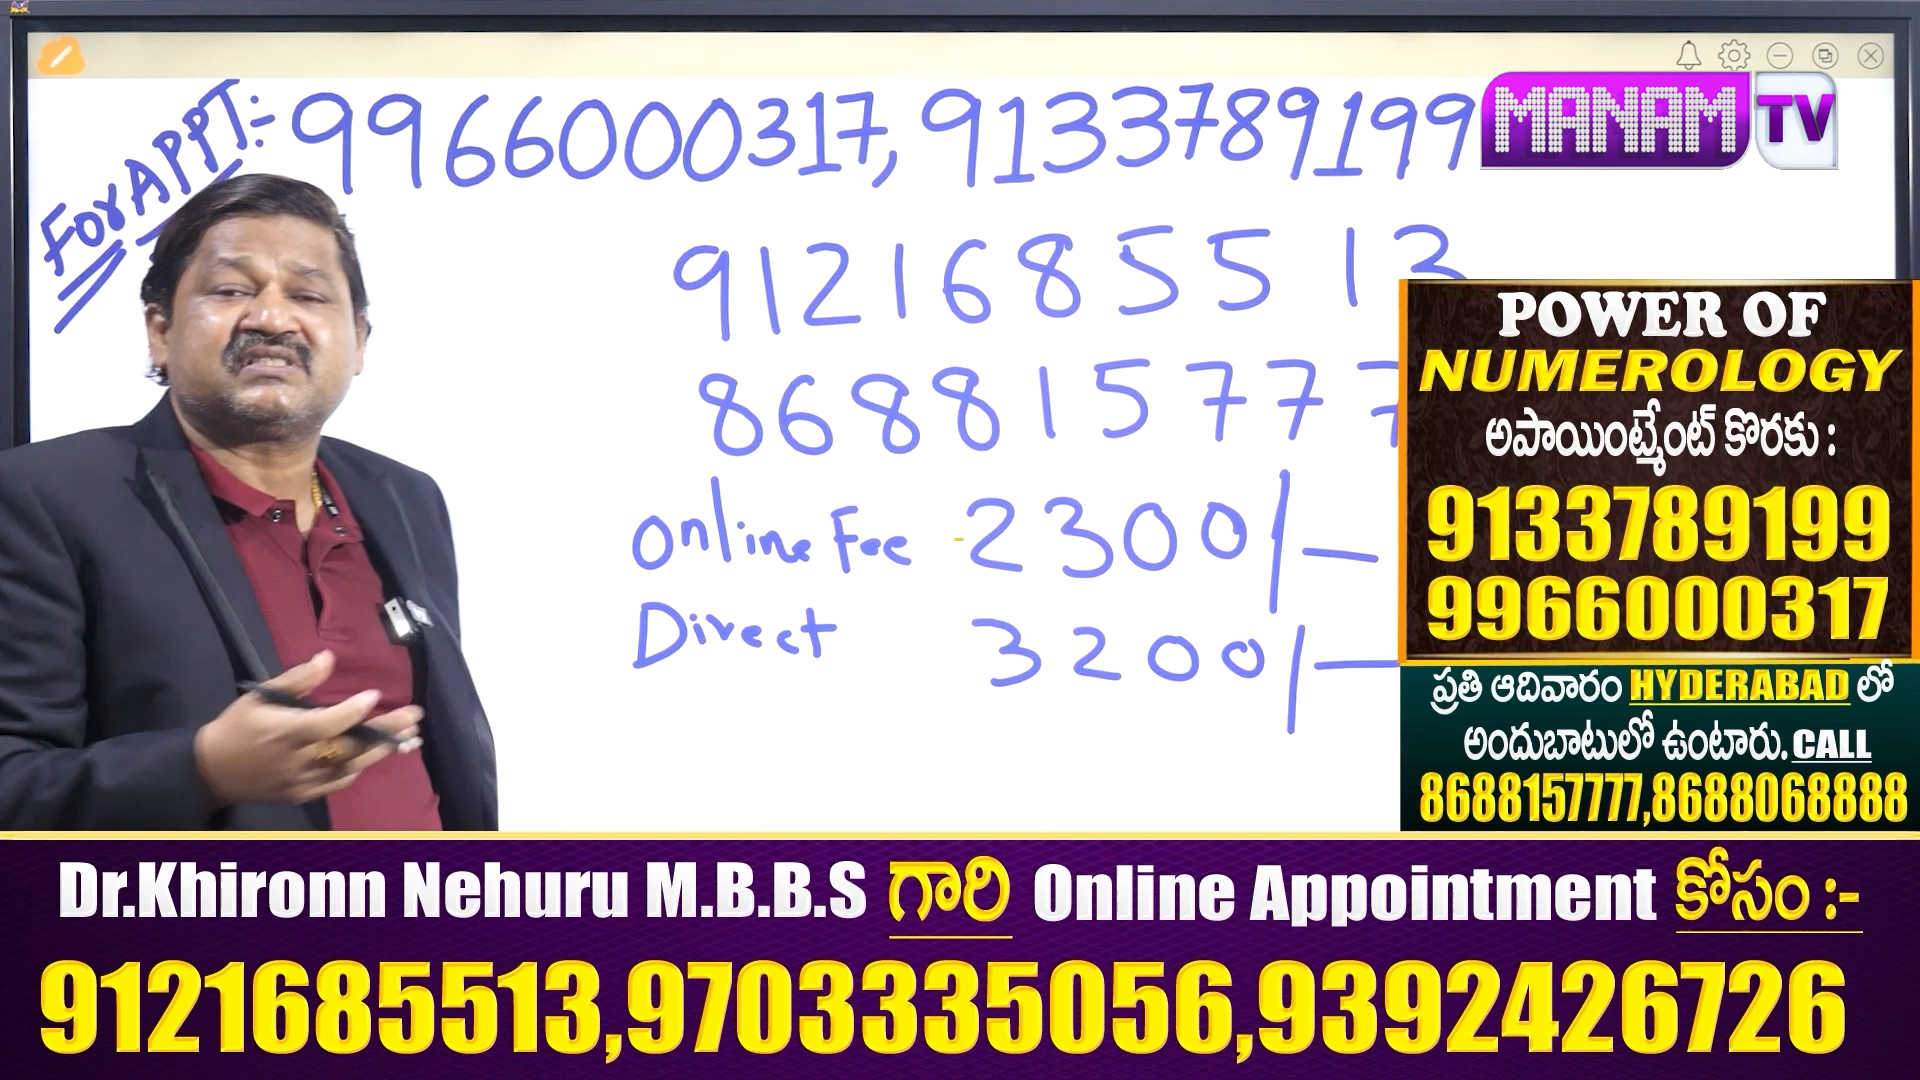 For APPT:- 9966000317, 9133789199
MANAM TV
9121685513
8688157777
Online Fee - 2300/-
Direct 3200/-
POWER OF
NUMEROLOGY
అపాయింట్మేంట్ కొరకు :
9133789199
9966000317
ప్రతి ఆదివారం HYDERABAD లో
అందుబాటులో ఉంటారు. CALL
8688157777,8688068888
Dr.Khironn Nehuru M.B.B.S గారి Online Appointment కోసం :-
9121685513,9703335056,9392426726